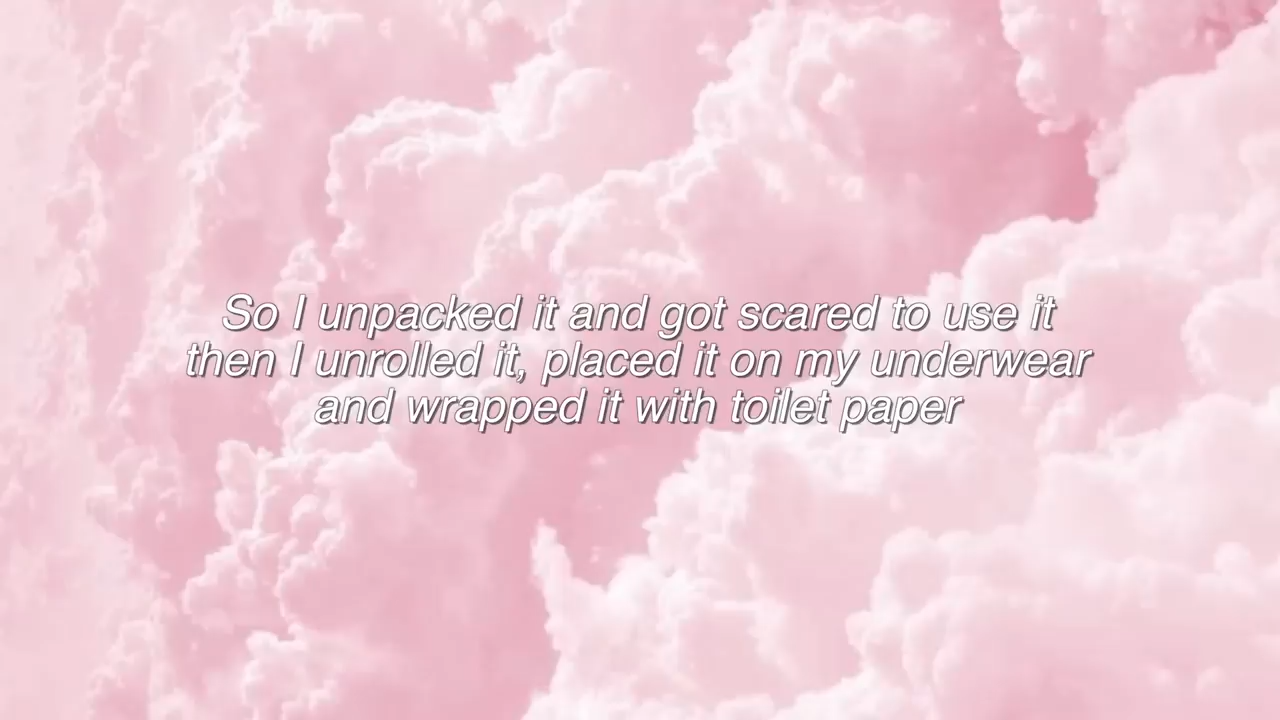 So I unpacked it and got scared to use it
then I unrolled it, placed it on my underwear
and wrapped it with toilet paper